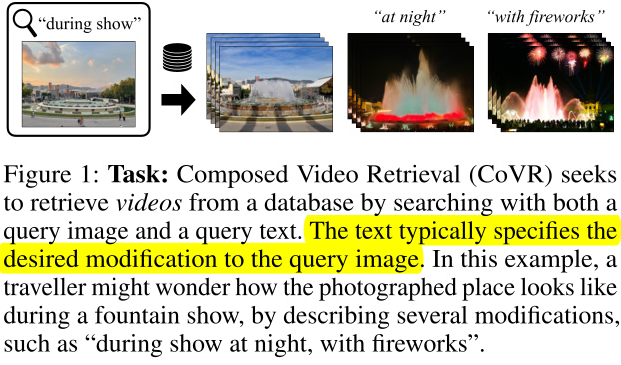 “during show”
“at night”
“with fireworks”
Figure 1: Task: Composed Video Retrieval (CoVR) seeks
to retrieve videos from a database by searching with both a
query image and a query text. The text typically specifies the
desired modification to the query image. In this example, a
traveller might wonder how the photographed place looks like
during a fountain show, by describing several modifications,
such as “during show at night, with fireworks”.